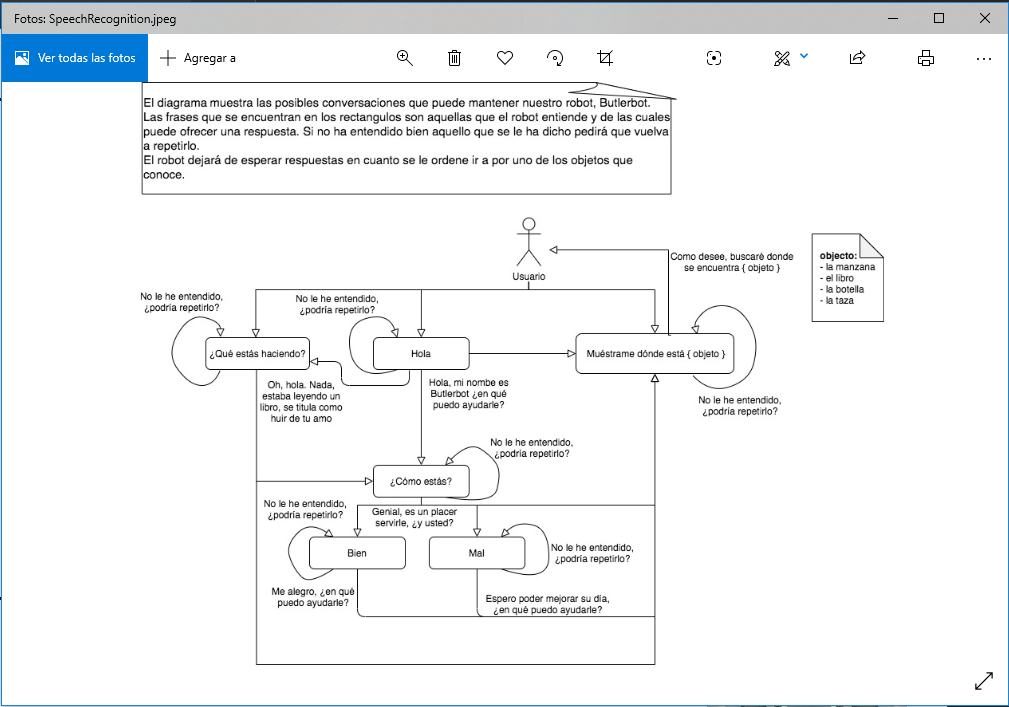 Fotos: SpeechRecognition.jpeg
Ver todas las fotos
Agregar a
El diagrama muestra las posibles conversaciones que puede mantener nuestro robot, Butlerbot.
Las frases que se encuentran en los rectangulos son aquellas que el robot entiende y de las cuales
puede ofrecer una respuesta. Si no ha entendido bien aquello que se le ha dicho pedirá que vuelva
a repetirlo.
El robot dejará de esperar respuestas en cuanto se le ordene ir a por uno de los objetos que
conoce.
Usuario
Como desee, buscaré donde
se encuentra { objeto }
objecto:
- la manzana
- el libro
- la botella
- la taza
No le he entendido,
¿podría repetirlo?
No le he entendido,
¿podría repetirlo?
¿Qué estás haciendo?
Hola
Muéstrame dónde está { objeto }
Oh, hola. Nada,
estaba leyendo un
libro, se titula como
huir de tu amo
Hola, mi nombre es
Butlerbot ¿en qué
puedo ayudarle?
No le he entendido,
¿podría repetirlo?
No le he entendido,
¿podría repetirlo?
¿Cómo estás?
No le he entendido,
¿podría repetirlo?
Genial, es un placer
servirle, ¿y usted?
Bien
Mal
No le he entendido,
¿podría repetirlo?
Me alegro, ¿en qué
puedo ayudarle?
Espero poder mejorar su día,
¿en qué puedo ayudarle?